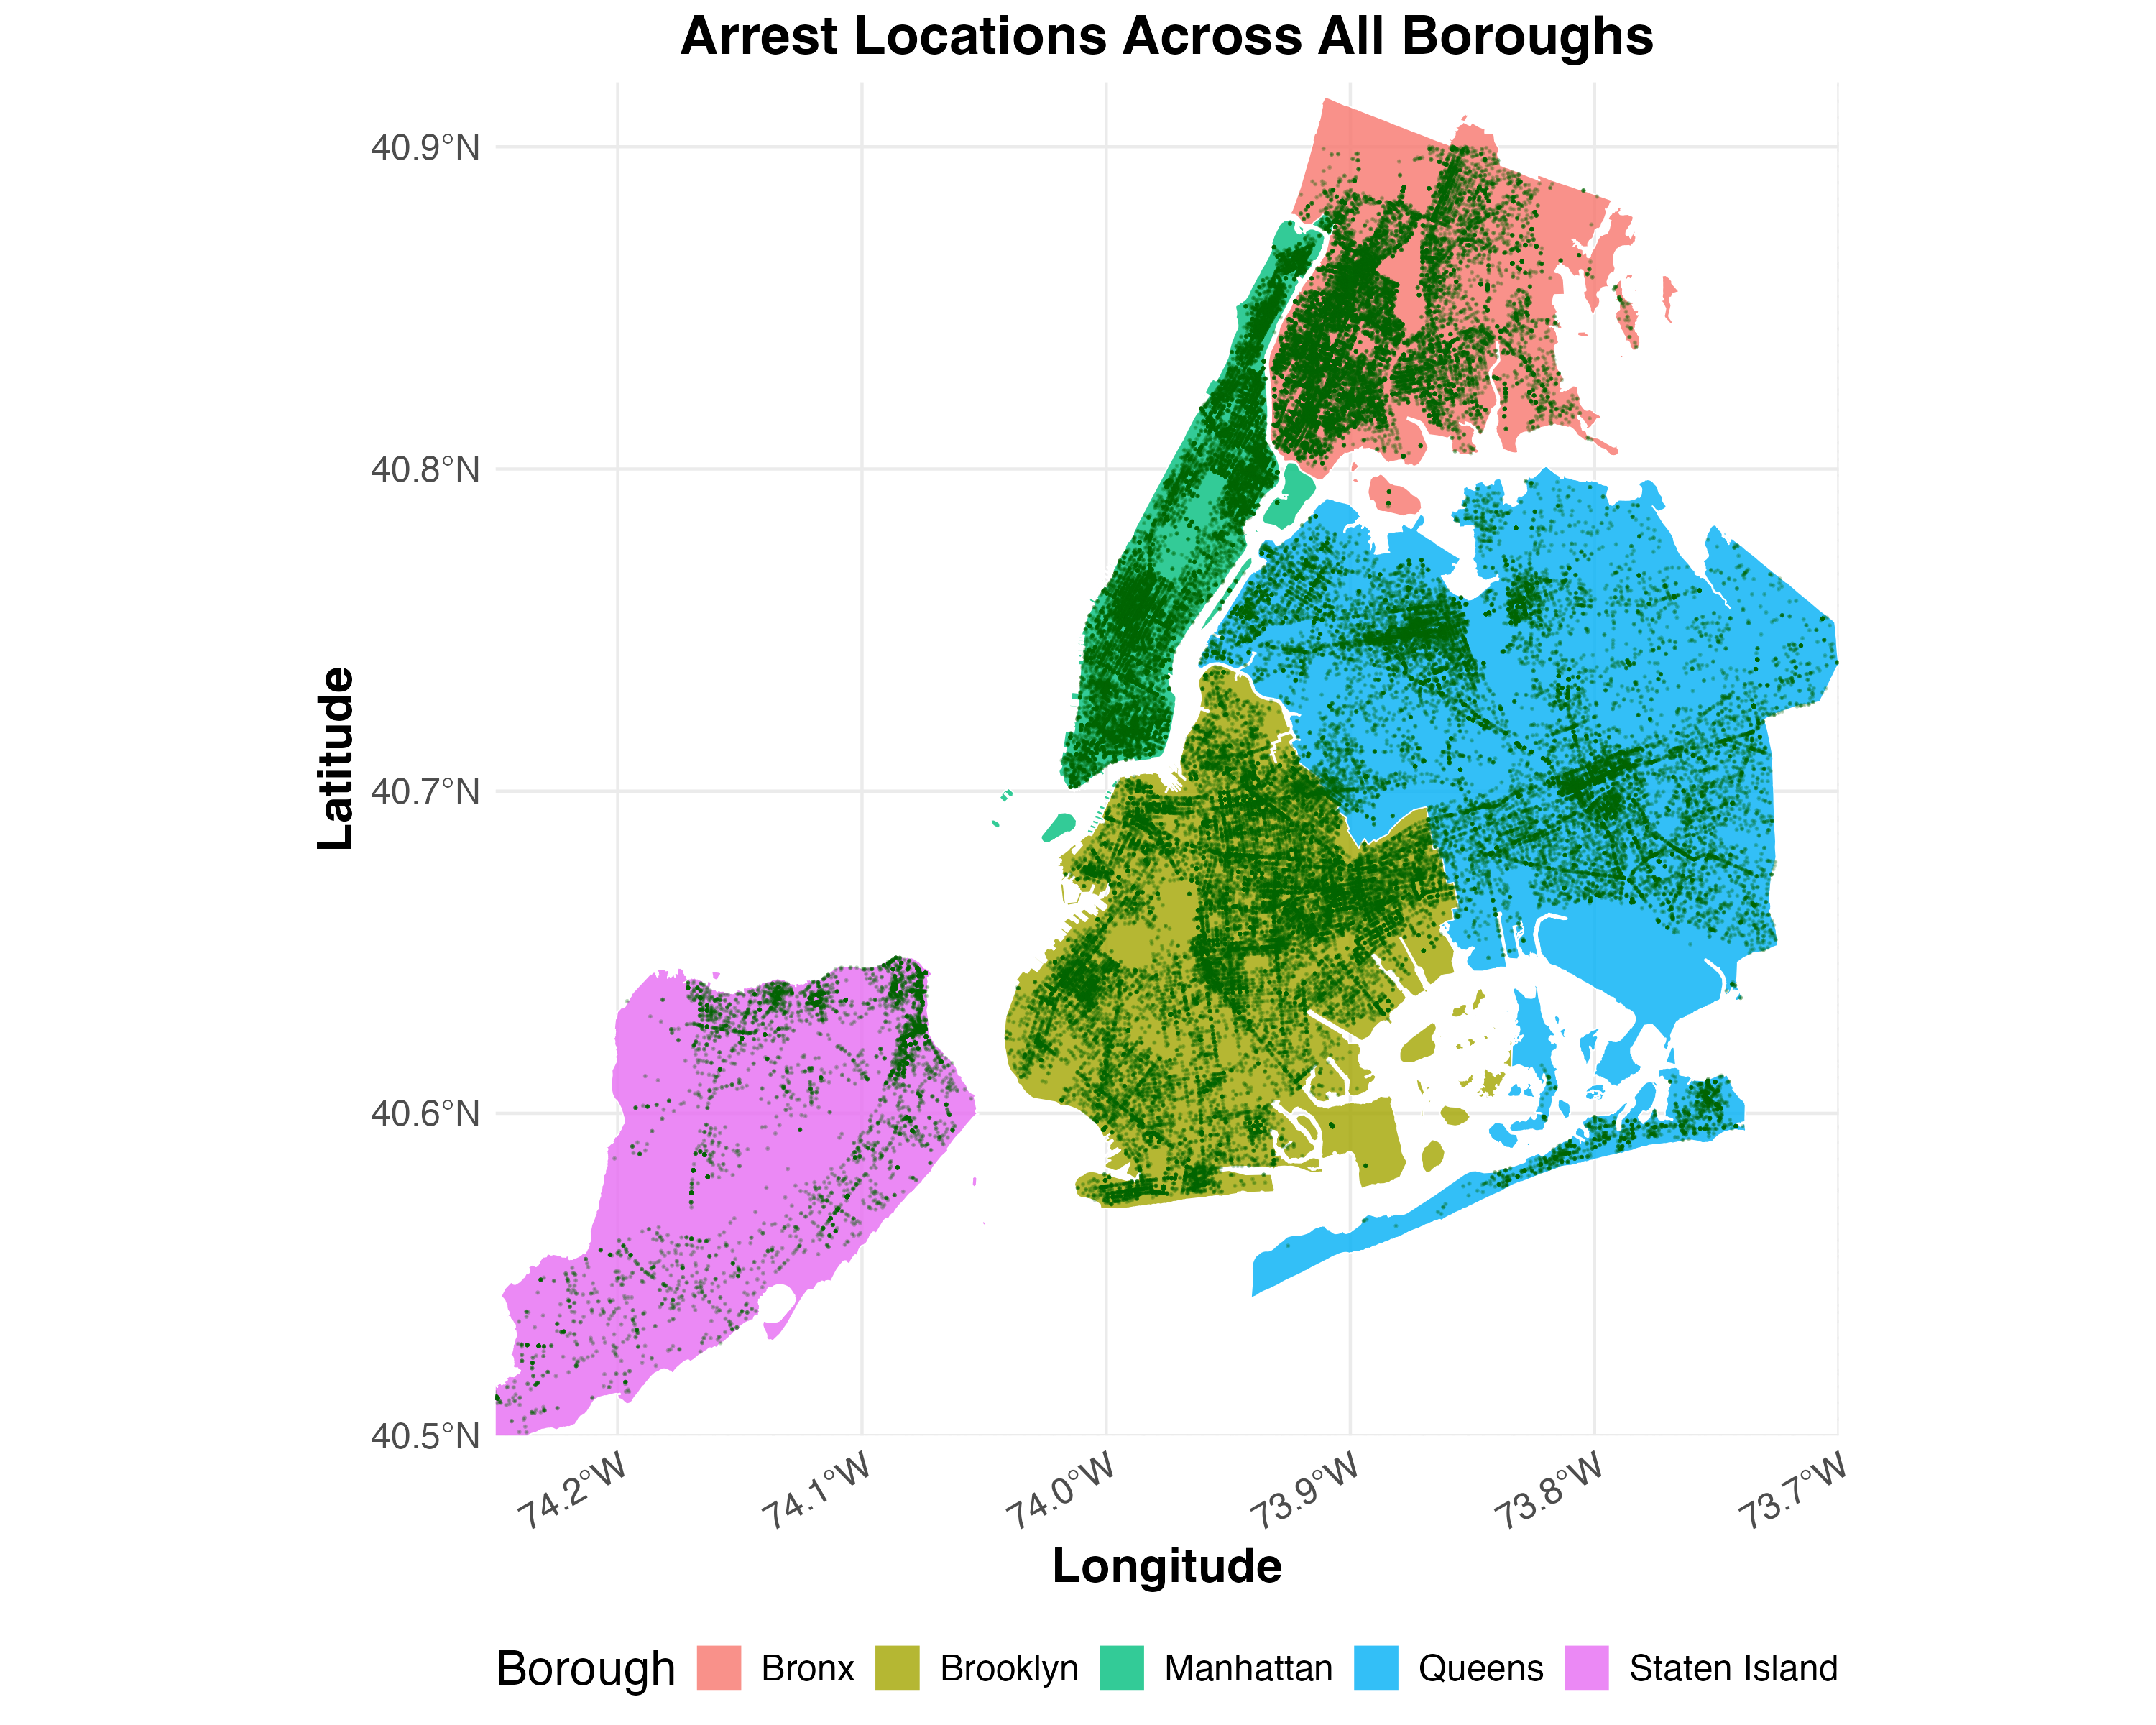 Arrest Locations Across All Boroughs
40.9°N
40.8°N
40.7°N
40.6°N
40.5°N
Latitude
74.2°W
74.1°W
74.0°W
73.9°W
73.8°W
73.7°W
Longitude
Borough Bronx Brooklyn Manhattan Queens Staten Island